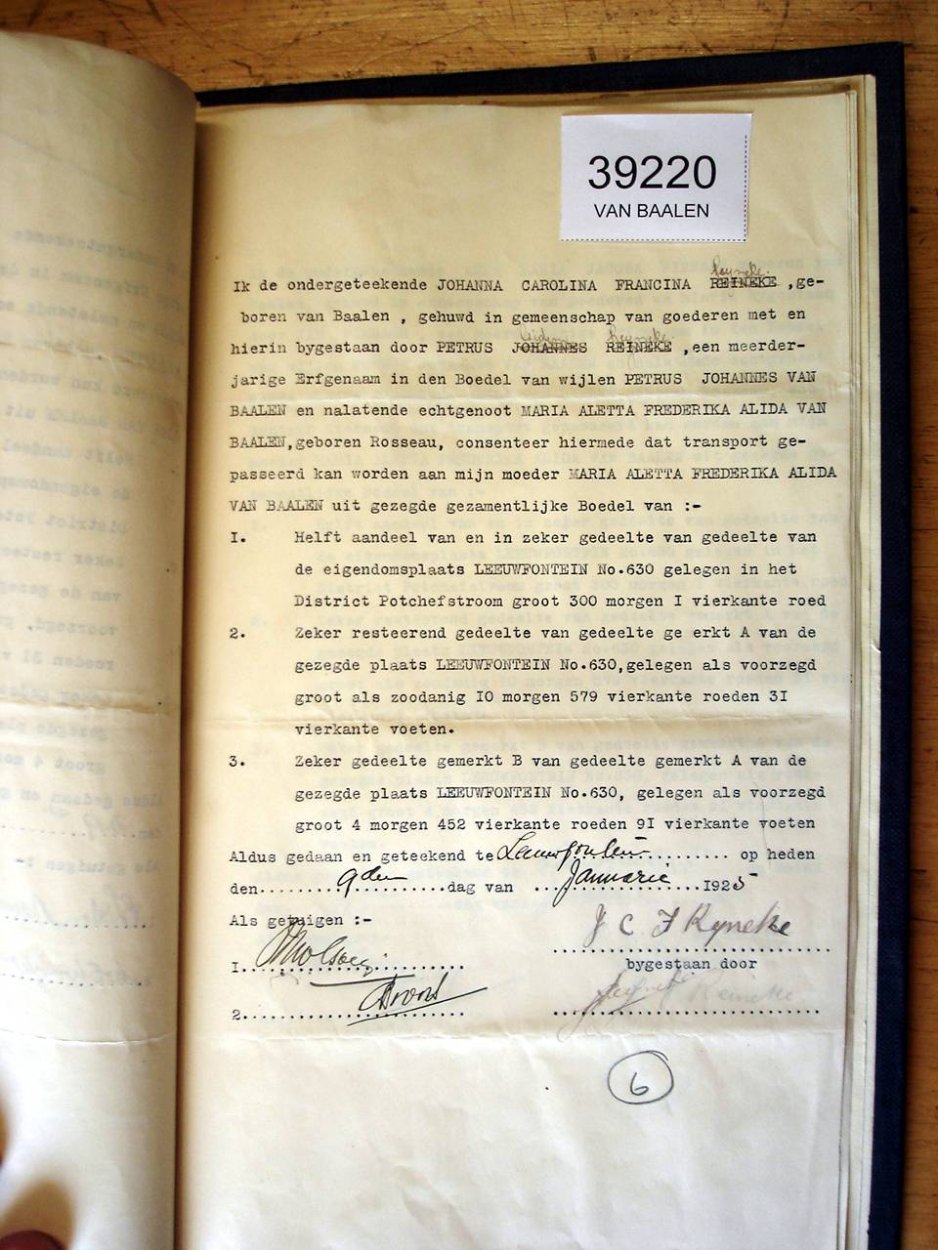 39220
VAN BAALEN
Ik de ondergeteekende JOHANNA CAROLINA FRANCINA REINEKE ,ge-
boren van Baalen , gehuwd in gemeenschap van goederen met en
hierin bygestaan door PETRUS JOHANNES REINEKE ,een meerder-
jarige Erfgenaam in den Boedel van wijlen PETRUS JOHANNES VAN
BAALEN en nalatende echtgenoot MARIA ALETTA FREDERIKA ALIDA VAN
BAALEN,geboren Rosseau, consenteer hiermede dat transport ge-
passeerd kan worden aan mijn moeder MARIA ALETTA FREDERIKA ALIDA
VAN BAALEN uit gezegde gezamentlijke Boedel van :-
I. Helft aandeel van en in zeker gedeelte van gedeelte van
de eigendomsplaats LEEUWFONTEIN No.630 gelegen in het
District Potchefstroom groot 300 morgen I vierkante roed
2. Zeker resteerend gedeelte van gedeelte ge erkt A van de
gezegde plaats LEEUWFONTEIN No.630,gelegen als voorzegd
groot als zoodanig IO morgen 579 vierkante roeden 3I
vierkante voeten.
3. Zeker gedeelte gemerkt B van gedeelte gemerkt A van de
gezegde plaats LEEUWFONTEIN No.630, gelegen als voorzegd
groot 4 morgen 452 vierkante roeden 9I vierkante voeten
Aldus gedaan en geteekend te Leeuwfontein.......... op heden
den.........9den..........dag van ...Januarie....1925
Als getuigen :-
J C F Ryneke
I..........................
bygestaan door
2..........................
6